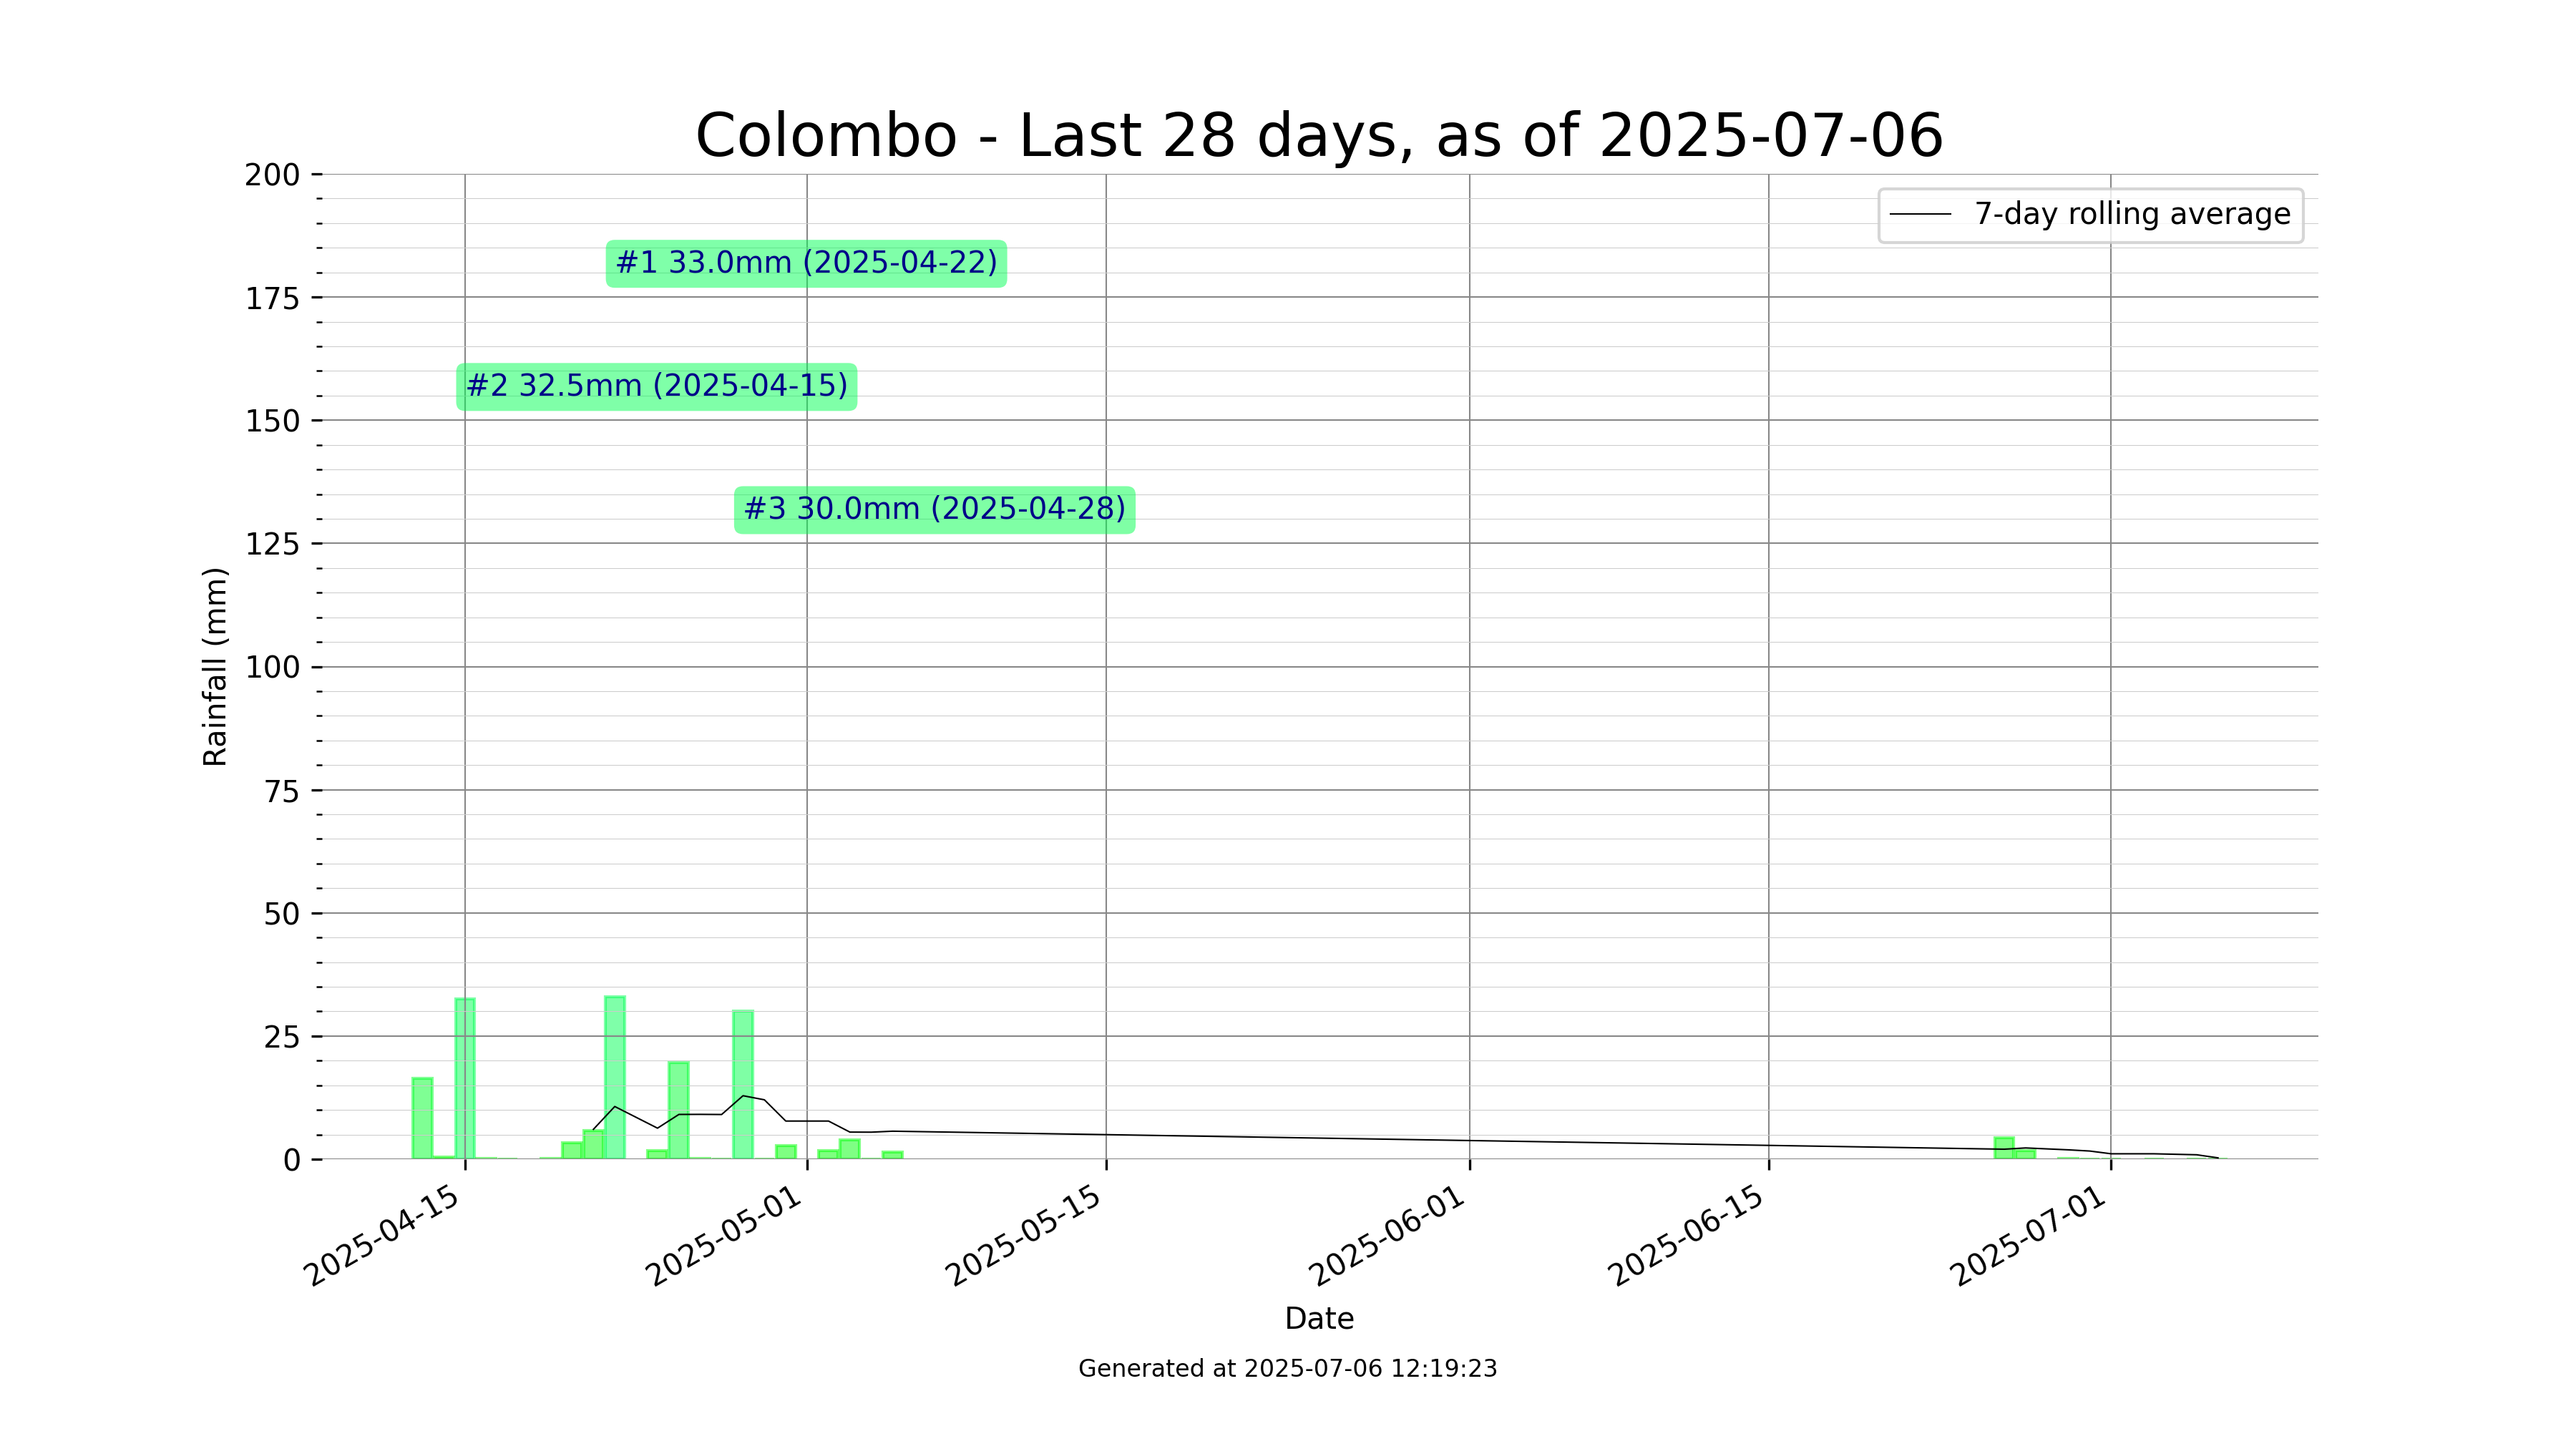 Colombo - Last 28 days, as of 2025-07-06
7-day rolling average
#1 33.0mm (2025-04-22)
#2 32.5mm (2025-04-15)
#3 30.0mm (2025-04-28)
Rainfall (mm)
200
175
150
125
100
75
50
25
0
2025-04-15
2025-05-01
2025-05-15
2025-06-01
2025-06-15
2025-07-01
Date
Generated at 2025-07-06 12:19:23